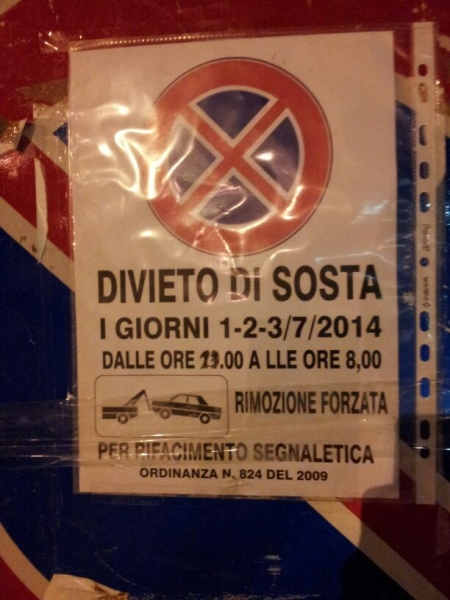 DIVIETO DI SOSTA
I GIORNI 1-2-3/7/2014
DALLE ORE 23.00 A LLE ORE 8,00
RIMOZIONE FORZATA
PER RIFACIMENTO SEGNALETICA
ORDINANZA N. 824 DEL 2009